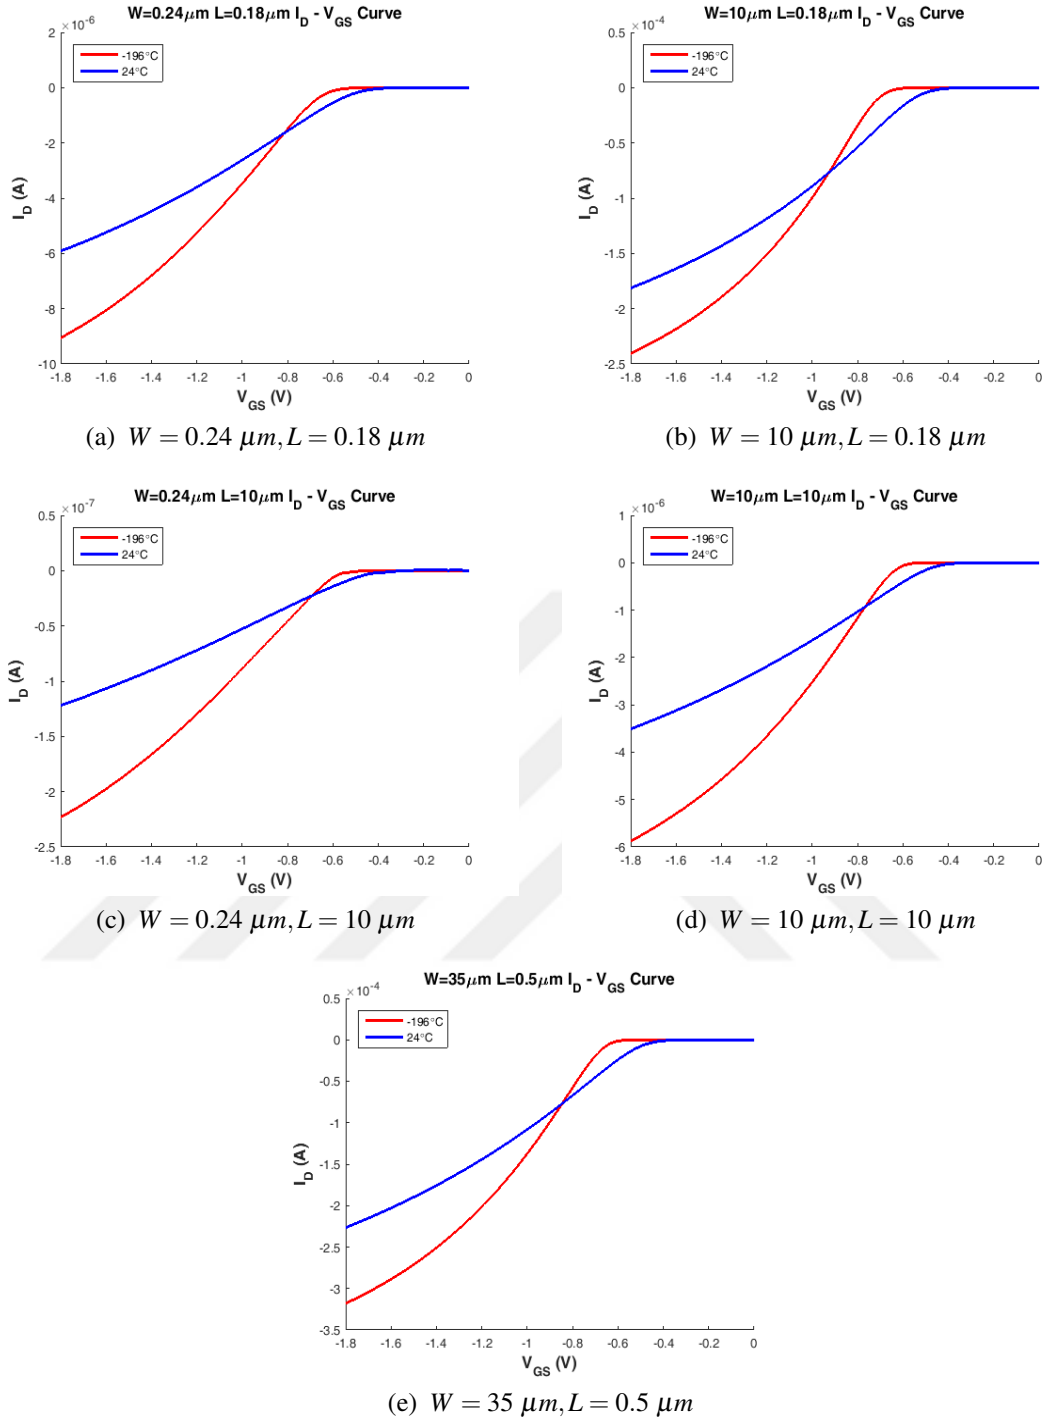 W=0.24μm L=0.18μm I_D - V_GS Curve
×10⁻⁶
2
0
-2
-4
-6
-8
-10
I_D (A)
-196°C
24°C
-1.8 -1.6 -1.4 -1.2 -1 -0.8 -0.6 -0.4 -0.2 0
V_GS (V)
(a) W = 0.24 μm, L = 0.18 μm
W=10μm L=0.18μm I_D - V_GS Curve
×10⁻⁴
0.5
0
-0.5
-1
-1.5
-2
-2.5
I_D (A)
-196°C
24°C
-1.8 -1.6 -1.4 -1.2 -1 -0.8 -0.6 -0.4 -0.2 0
V_GS (V)
(b) W = 10 μm, L = 0.18 μm
W=0.24μm L=10μm I_D - V_GS Curve
×10⁻⁷
0.5
0
-0.5
-1
-1.5
-2
-2.5
I_D (A)
-196°C
24°C
-1.8 -1.6 -1.4 -1.2 -1 -0.8 -0.6 -0.4 -0.2 0
V_GS (V)
(c) W = 0.24 μm, L = 10 μm
W=10μm L=10μm I_D - V_GS Curve
×10⁻⁶
1
0
-1
-2
-3
-4
-5
-6
I_D (A)
-196°C
24°C
-1.8 -1.6 -1.4 -1.2 -1 -0.8 -0.6 -0.4 -0.2 0
V_GS (V)
(d) W = 10 μm, L = 10 μm
W=35μm L=0.5μm I_D - V_GS Curve
×10⁻⁴
0.5
0
-0.5
-1
-1.5
-2
-2.5
-3
-3.5
I_D (A)
-196°C
24°C
-1.8 -1.6 -1.4 -1.2 -1 -0.8 -0.6 -0.4 -0.2 0
V_GS (V)
(e) W = 35 μm, L = 0.5 μm